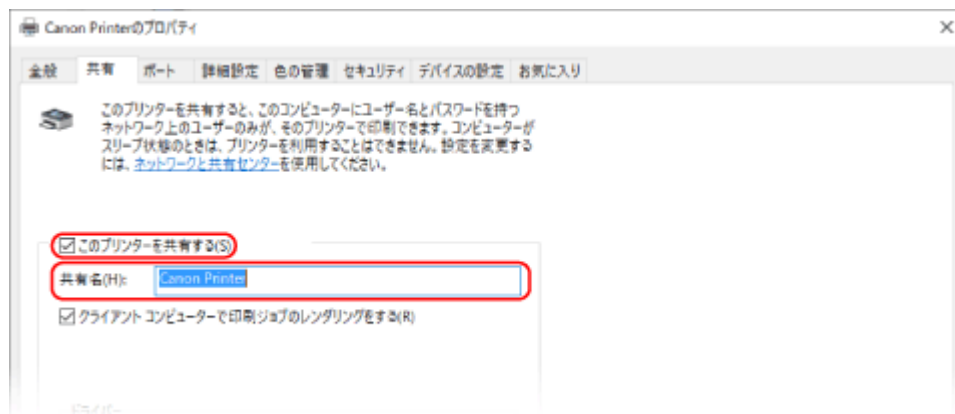 Canon Printerのプロパティ
全般 共有 ポート 詳細設定 色の管理 セキュリティ デバイスの設定 お気に入り
このプリンターを共有すると、このコンピューターにユーザー名とパスワードを持つ
ネットワーク上のユーザーのみが、そのプリンターで印刷できます。コンピューターが
スリープ状態のときは、プリンターを利用することはできません。設定を変更する
には、ネットワークと共有センターを使用してください。
このプリンターを共有する(S)
共有名(H): Canon Printer
クライアント コンピューターで印刷ジョブのレンダリングをする(R)
ドライバー